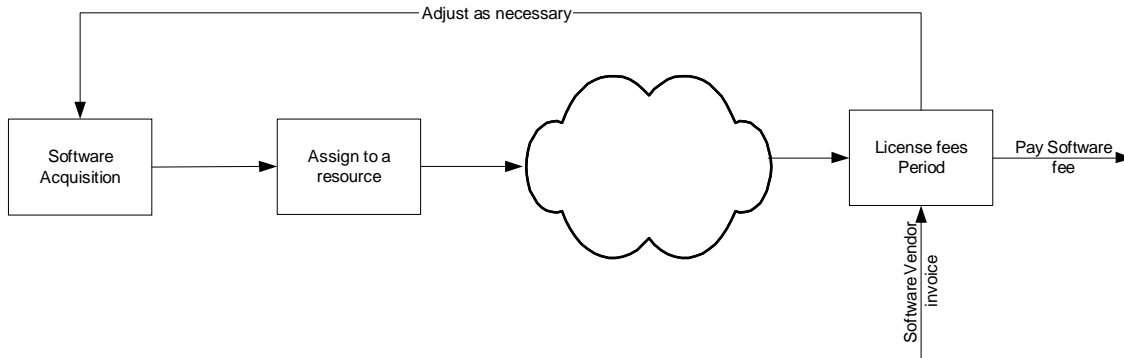 Adjust as necessary
Software
Acquisition
Assign to a
resource
License fees
Period
Pay Software
fee
Software Vendor
invoice